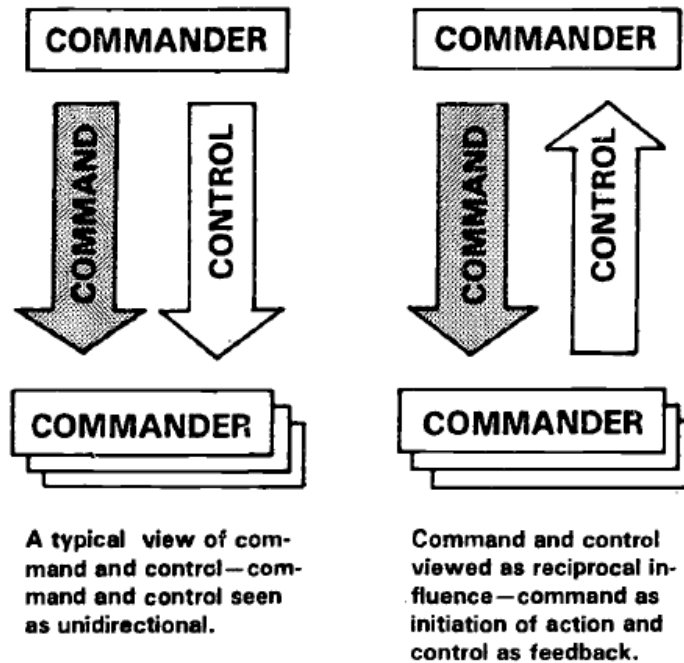 COMMANDER
COMMAND
CONTROL
COMMANDER
A typical view of com-
mand and control—com-
mand and control seen
as unidirectional.
COMMANDER
COMMAND
CONTROL
COMMANDER
Command and control
viewed as reciprocal in-
fluence—command as
initiation of action and
control as feedback.